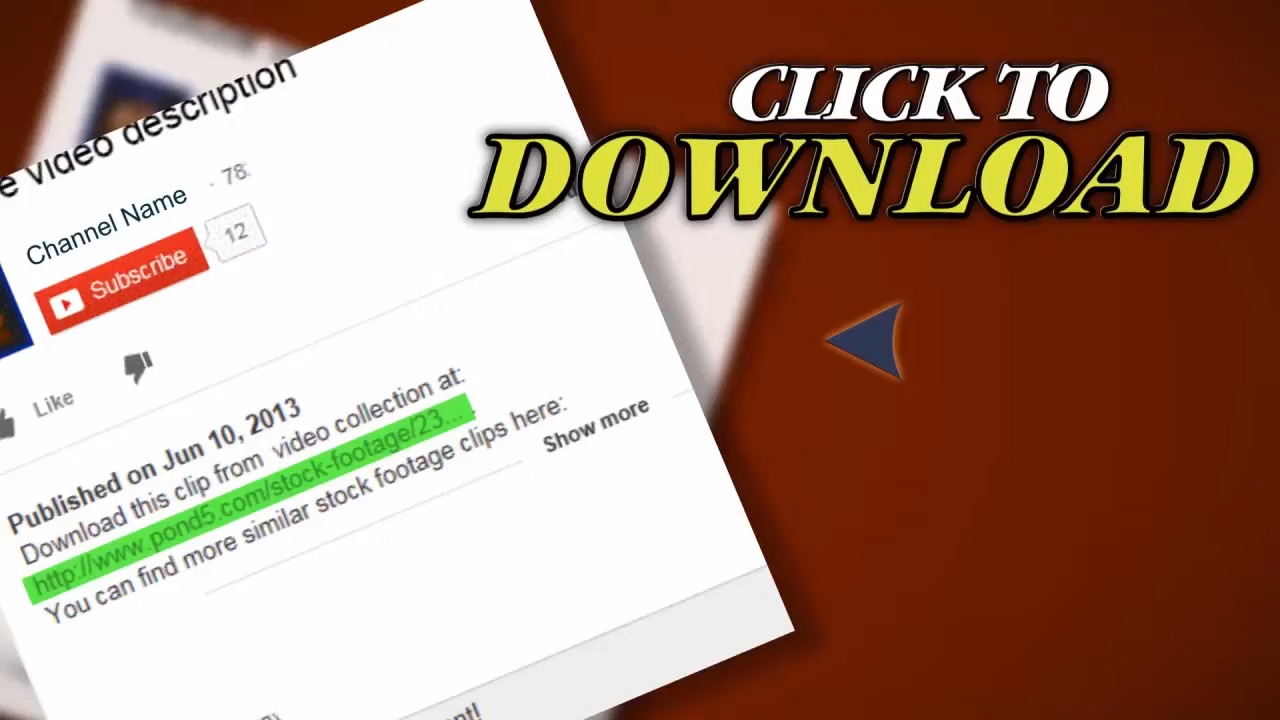 CLICK TO
DOWNLOAD
e video description
Channel Name
78
Subscribe
12
Like
Published on Jun 10, 2013
Download this clip from video collection at:
http://www.pond5.com/stock-footage/23...
You can find more similar stock footage clips here:
Show more